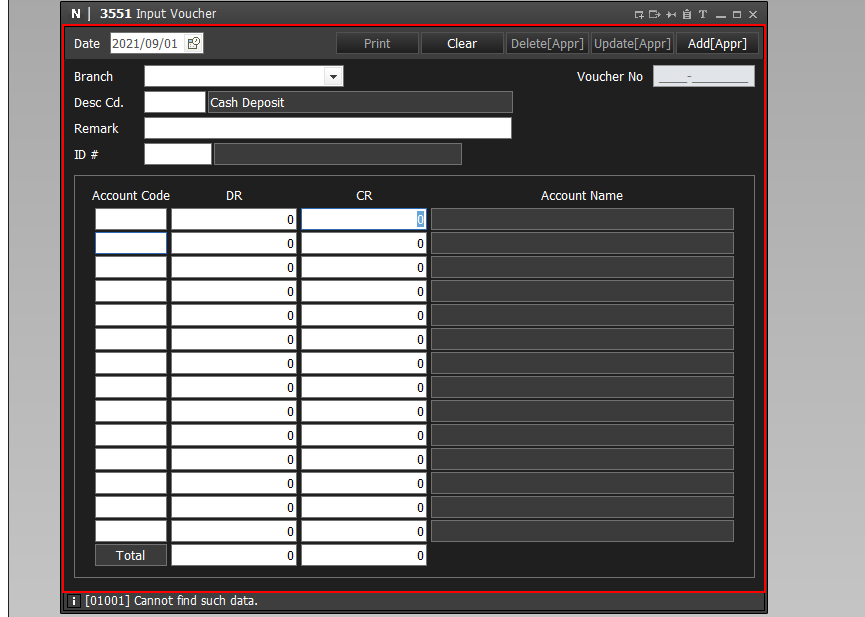 N | 3551 Input Voucher
Date 2021/09/01 Print Clear Delete[Appr] Update[Appr] Add[Appr]
Branch Voucher No ____-________
Desc Cd. Cash Deposit
Remark
ID #
Account Code DR CR Account Name
0 0
0 0
0 0
0 0
0 0
0 0
0 0
0 0
0 0
0 0
0 0
0 0
0 0
0 0
Total 0 0
i [01001] Cannot find such data.